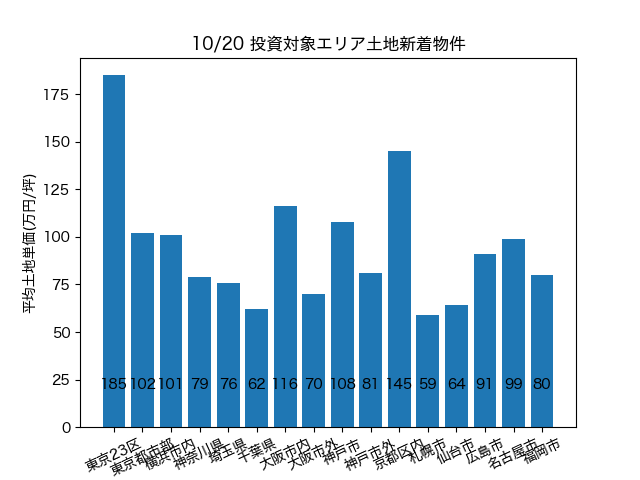 10/20 投資対象エリア土地新着物件
平均土地単価(万円/坪)
175
150
125
100
75
50
25
0
185 102 101 79 76 62 116 70 108 81 145 59 64 91 99 80
東京23区 東京都市部 横浜市内 神奈川県 埼玉県 千葉県 大阪市内 大阪市外 神戸市 神戸市外 京都区内 札幌市 仙台市 広島市 名古屋市 福岡市